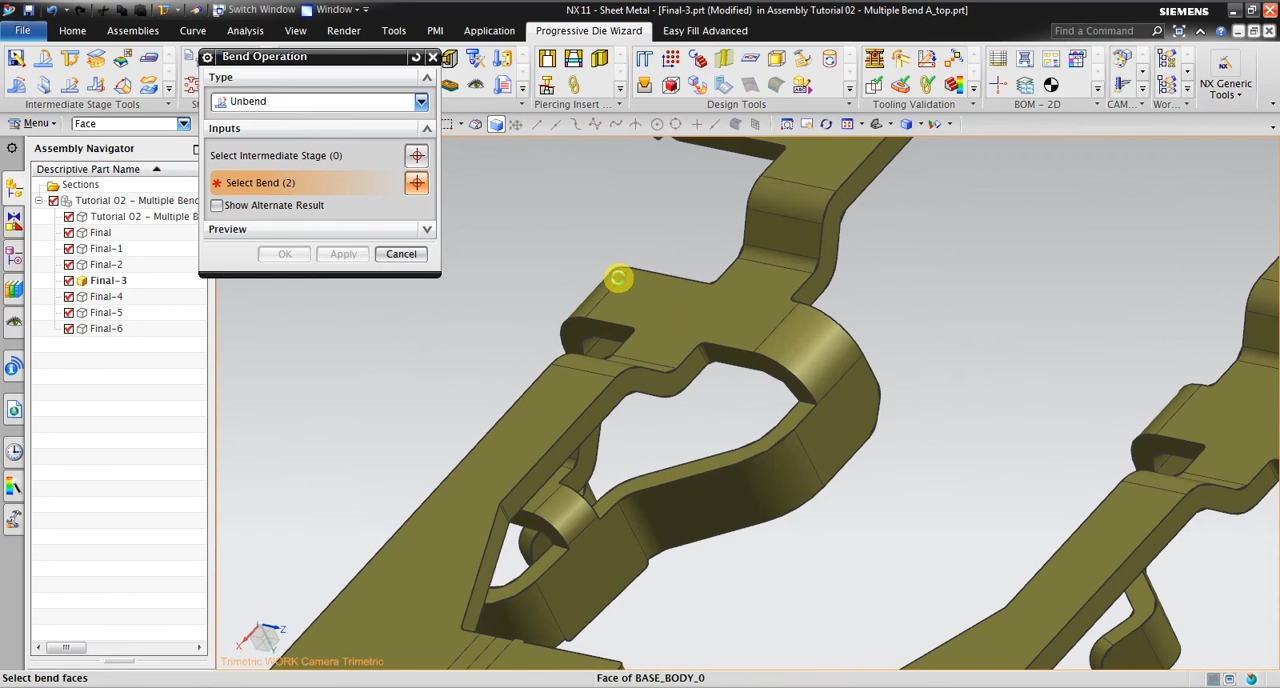 NX 11 - Sheet Metal - [Final-3.prt (Modified) in Assembly Tutorial 02 - Multiple Bend A_top.prt]
Switch Window
Window
SIEMENS
File
Home
Assemblies
Curve
Analysis
View
Render
Tools
PMI
Application
Progressive Die Wizard
Easy Fill Advanced
Find a Command
Intermediate Stage Tools
Piercing Insert ...
Design Tools
Tooling Validation
BOM - 2D
CAM...
Wor...
NX Generic
Tools
Menu
Face
Bend Operation
Type
Unbend
Inputs
Select Intermediate Stage (0)
* Select Bend (2)
Show Alternate Result
Preview
OK
Apply
Cancel
Assembly Navigator
Descriptive Part Name
Sections
Tutorial 02 - Multiple Bend
Tutorial 02 - Multiple B
Final
Final-1
Final-2
Final-3
Final-4
Final-5
Final-6
X
Z
Y
Trimetric WORK Camera Trimetric
Select bend faces
Face of BASE_BODY_0